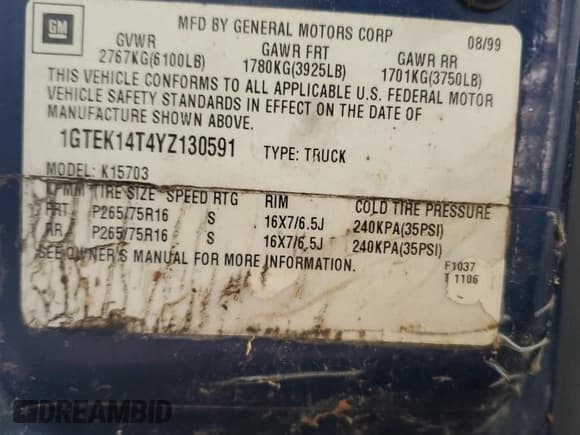 GM
MFD BY GENERAL MOTORS CORP
08/99
GVWR GAWR FRT GAWR RR
2767KG(6100LB) 1780KG(3925LB) 1701KG(3750LB)
THIS VEHICLE CONFORMS TO ALL APPLICABLE U.S. FEDERAL MOTOR
VEHICLE SAFETY STANDARDS IN EFFECT ON THE DATE OF
MANUFACTURE SHOWN ABOVE.
1GTEK14T4YZ130591 TYPE: TRUCK
MODEL: K15703
TIRE SIZE SPEED RTG RIM COLD TIRE PRESSURE
FRT P265/75R16 S 16X7/6.5J 240KPA(35PSI)
RR P265/75R16 S 16X7/6.5J 240KPA(35PSI)
SEE OWNER'S MANUAL FOR MORE INFORMATION.
F1037
T 1106
DREAMBID